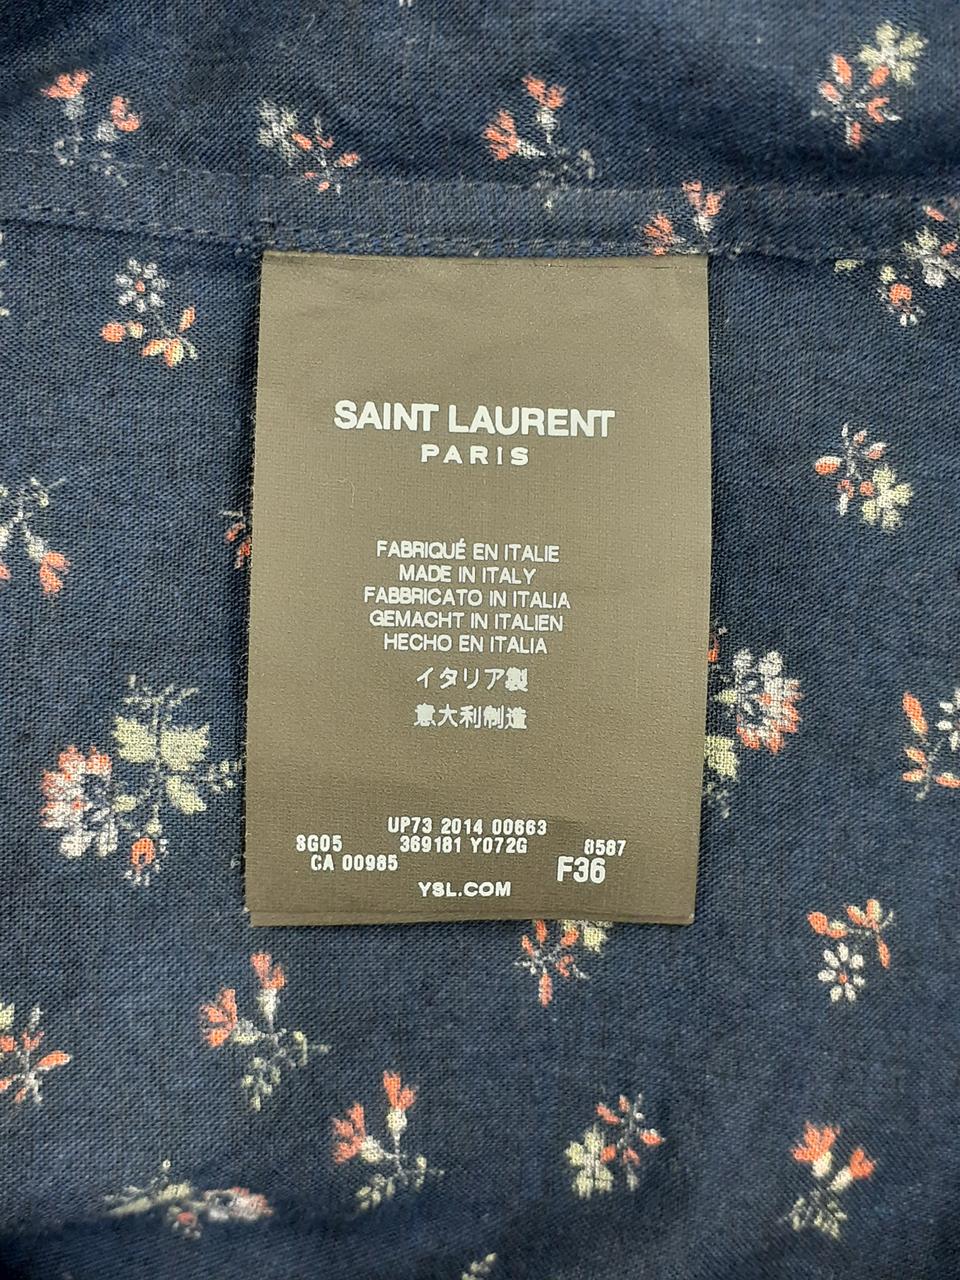 SAINT LAURENT
PARIS
FABRIQUÉ EN ITALIE
MADE IN ITALY
FABBRICATO IN ITALIA
GEMACHT IN ITALIEN
HECHO EN ITALIA
イタリア製
意大利制造
UP73 2014 00663
8G05 369181 Y072G 8587
CA 00985 F36
YSL.COM